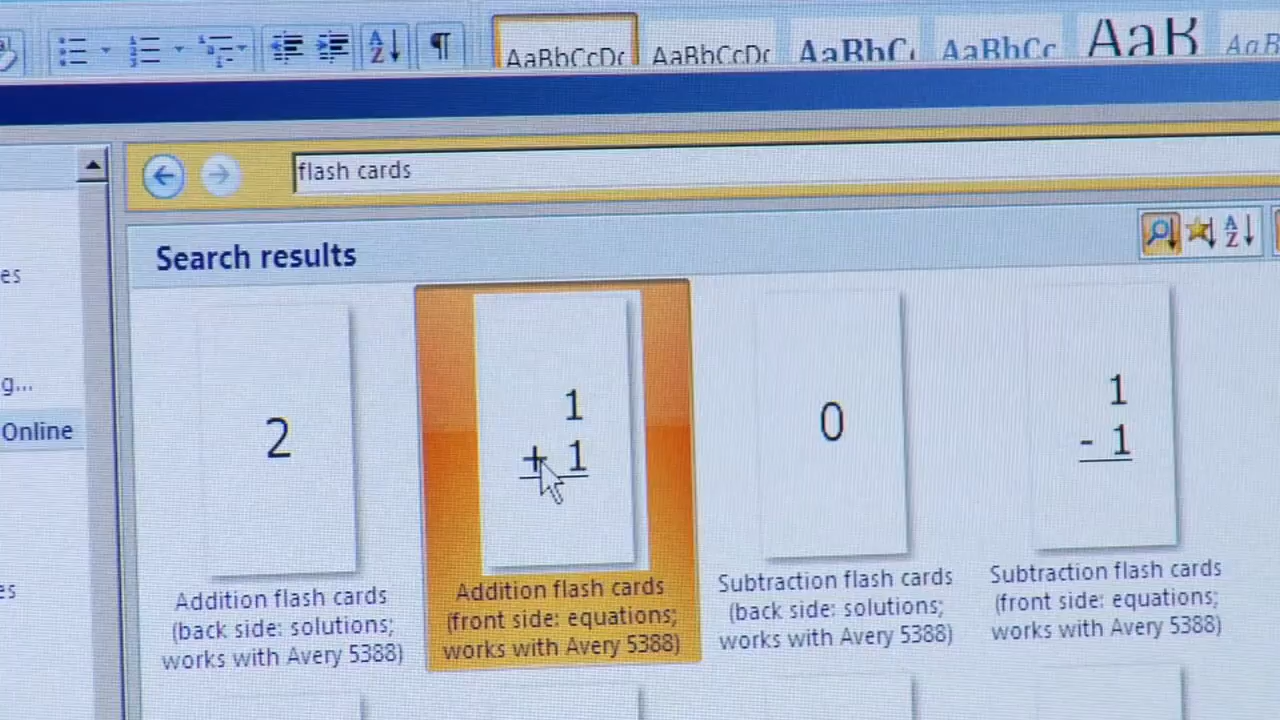 AaBbCcDc AaBbCcDc AaBbC AaBbCc AaB
flash cards
Search results
es
g...
Online
es
2
1
+ 1
0
1
- 1
Addition flash cards
(back side: solutions;
works with Avery 5388)
Addition flash cards
(front side: equations;
works with Avery 5388)
Subtraction flash cards
(back side: solutions;
works with Avery 5388)
Subtraction flash cards
(front side: equations;
works with Avery 5388)